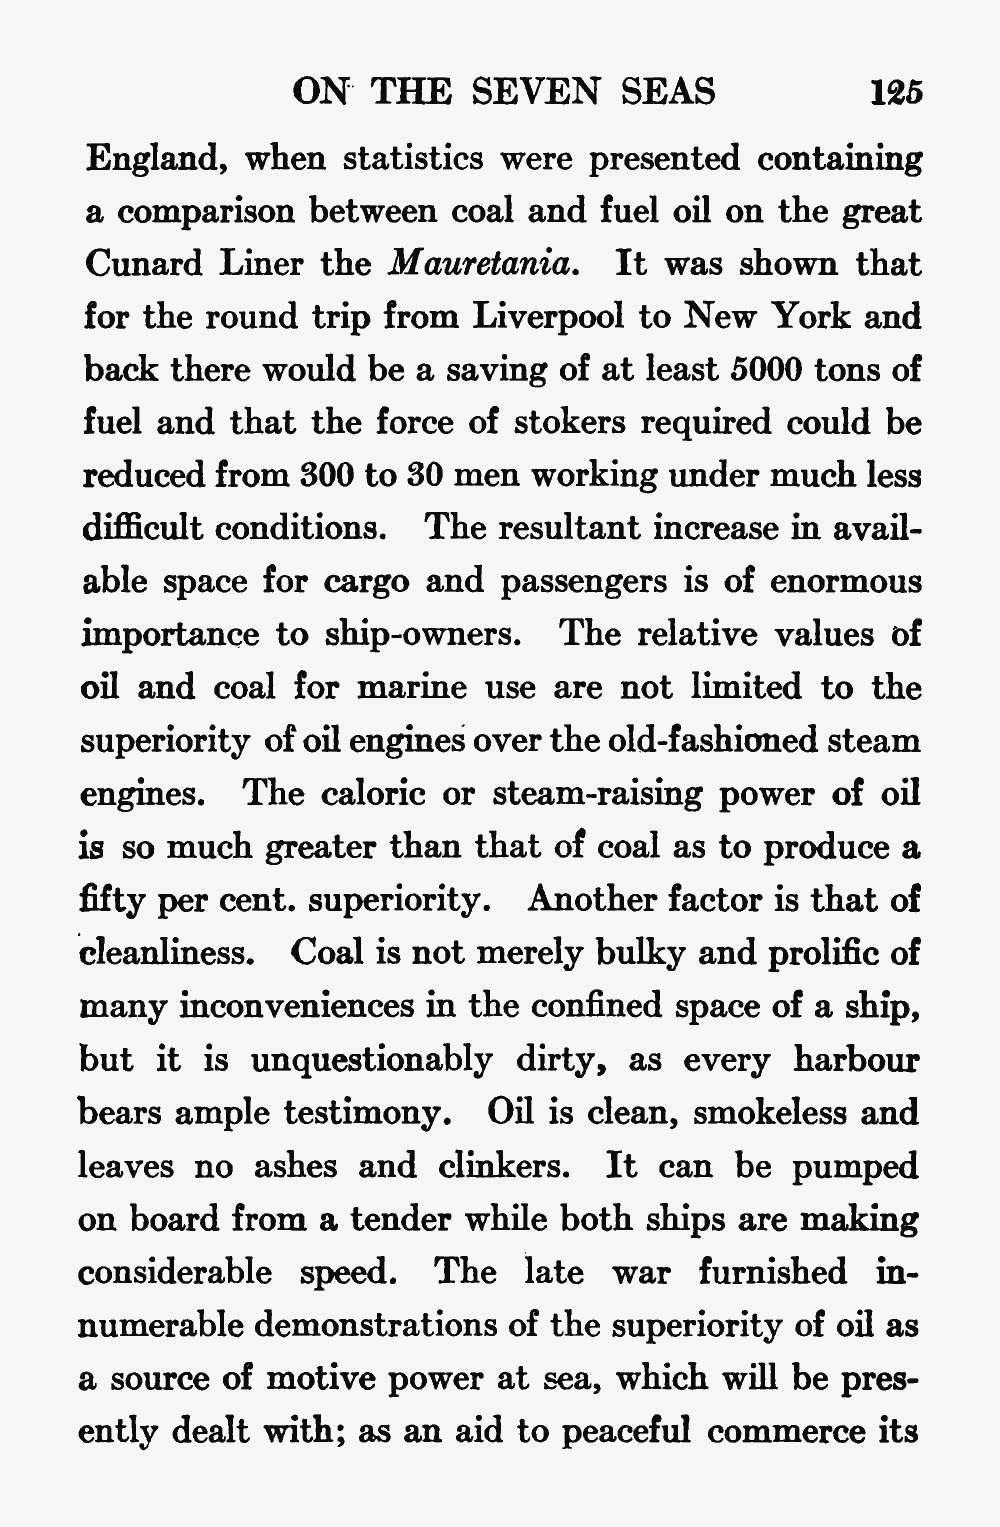 ON THE SEVEN SEAS 125
England, when statistics were presented containing
a comparison between coal and fuel oil on the great
Cunard Liner the Mauretania. It was shown that
for the round trip from Liverpool to New York and
back there would be a saving of at least 5000 tons of
fuel and that the force of stokers required could be
reduced from 300 to 30 men working under much less
difficult conditions. The resultant increase in avail-
able space for cargo and passengers is of enormous
importance to ship-owners. The relative values of
oil and coal for marine use are not limited to the
superiority of oil engines over the old-fashioned steam
engines. The caloric or steam-raising power of oil
is so much greater than that of coal as to produce a
fifty per cent. superiority. Another factor is that of
cleanliness. Coal is not merely bulky and prolific of
many inconveniences in the confined space of a ship,
but it is unquestionably dirty, as every harbour
bears ample testimony. Oil is clean, smokeless and
leaves no ashes and clinkers. It can be pumped
on board from a tender while both ships are making
considerable speed. The late war furnished in-
numerable demonstrations of the superiority of oil as
a source of motive power at sea, which will be pres-
ently dealt with; as an aid to peaceful commerce its